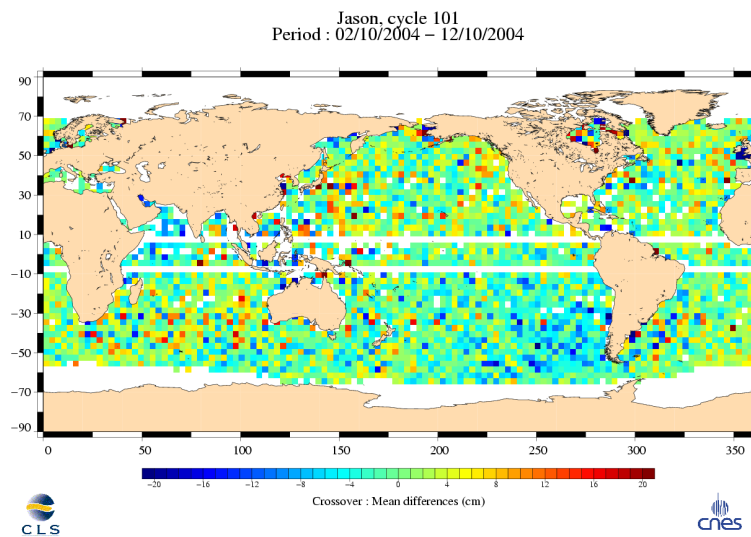 Jason, cycle 101
Period : 02/10/2004 – 12/10/2004
90
70
50
30
10
−10
−30
−50
−70
−90
0 50 100 150 200 250 300 350
−20 −16 −12 −8 −4 0 4 8 12 16 20
Crossover : Mean differences (cm)
CLS
cnes